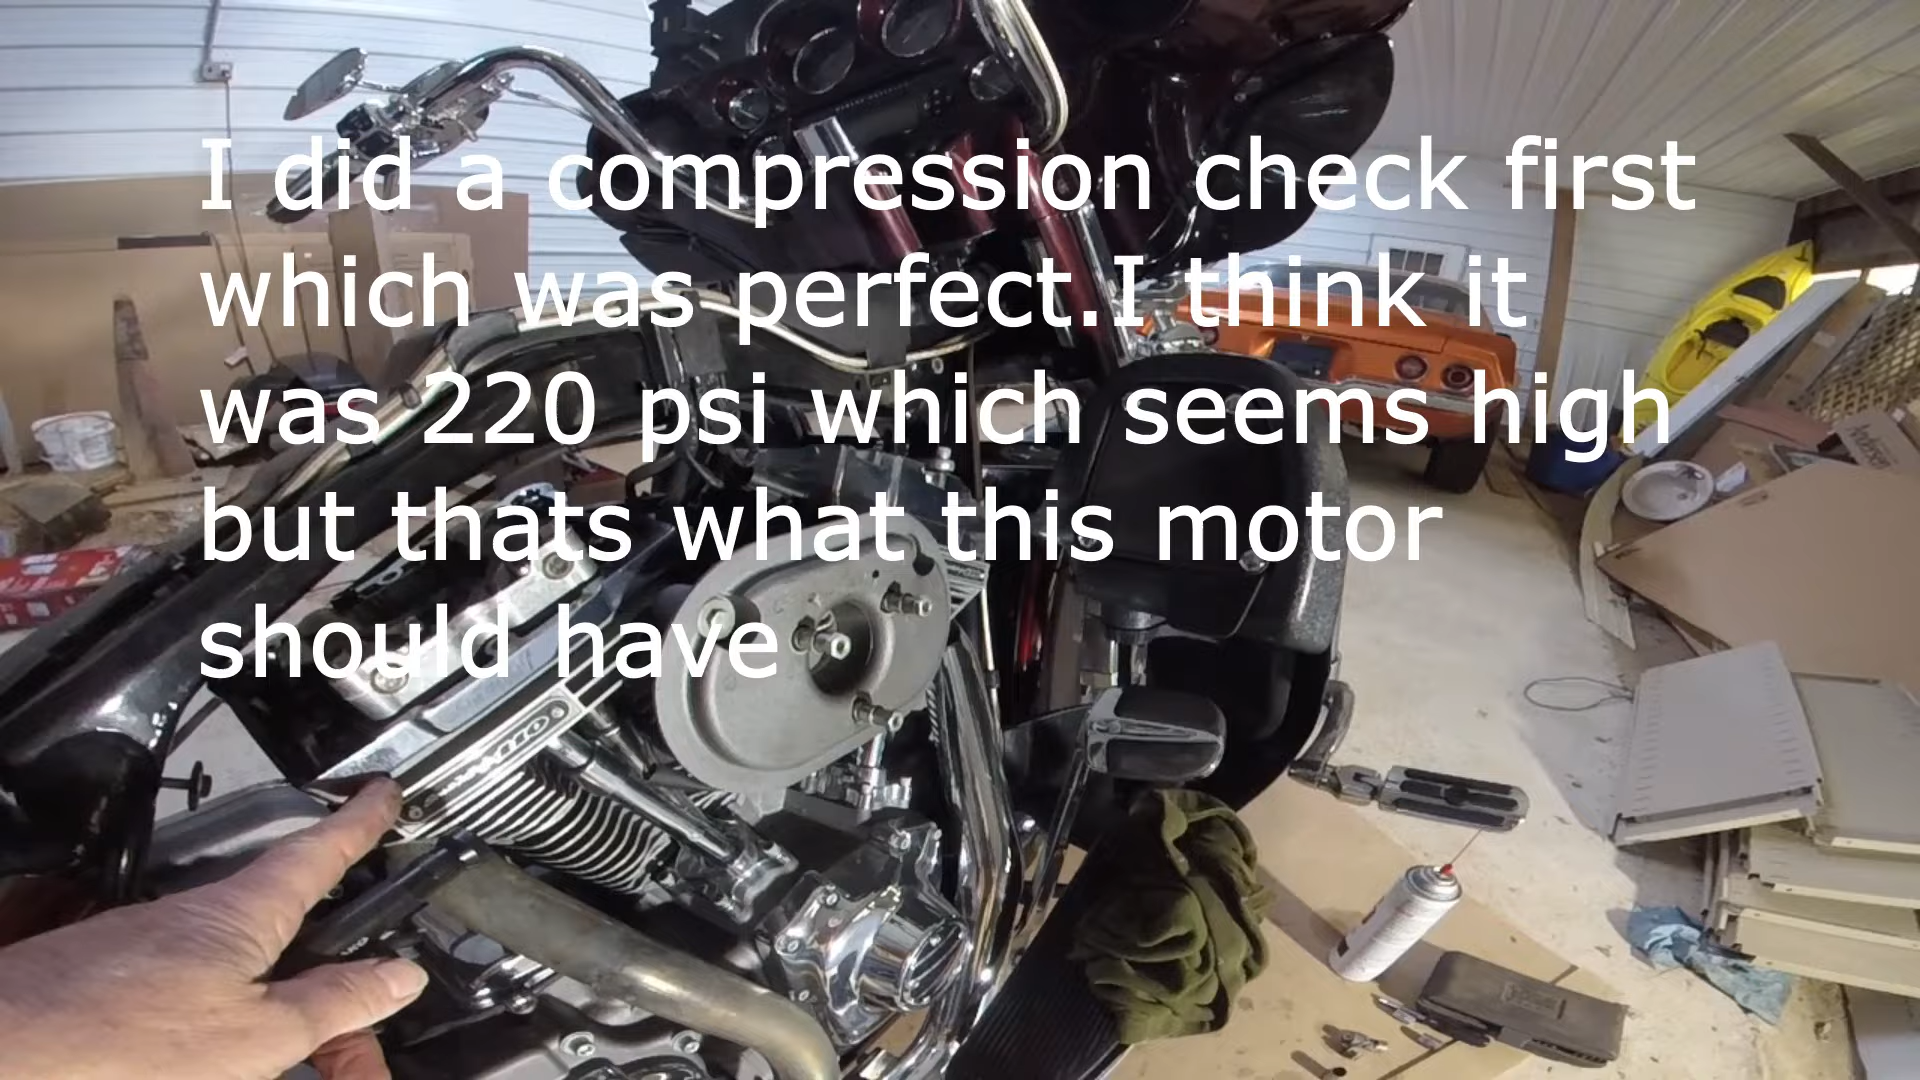 I did a compression check first
which was perfect.I think it
was 220 psi which seems high
but thats what this motor
should have
110